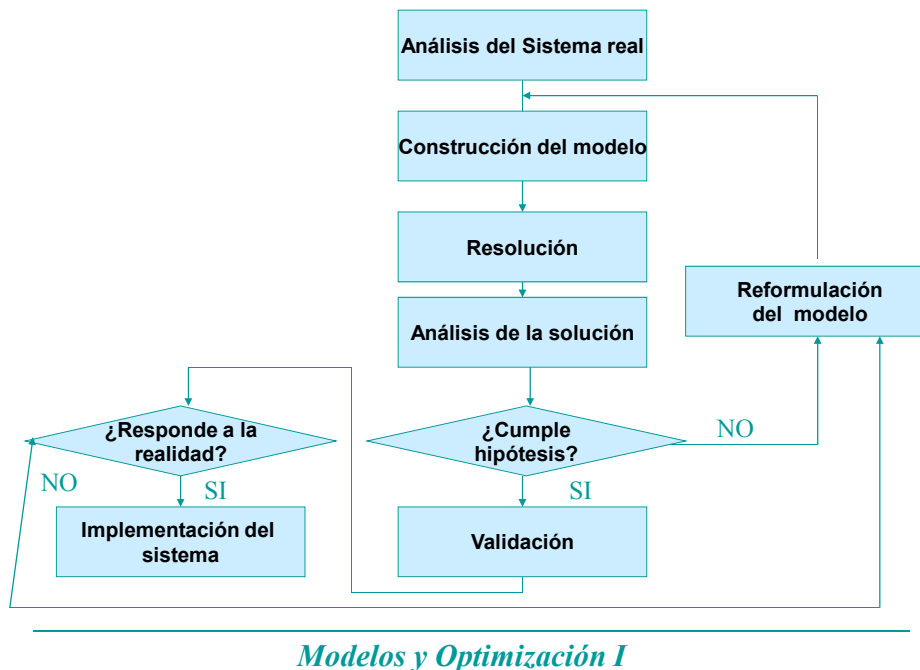 Análisis del Sistema real
Construcción del modelo
Resolución
Reformulación
del modelo
Análisis de la solución
¿Responde a la
realidad?
¿Cumple
hipótesis?
NO
NO
SI
SI
Implementación del
sistema
Validación
Modelos y Optimización I